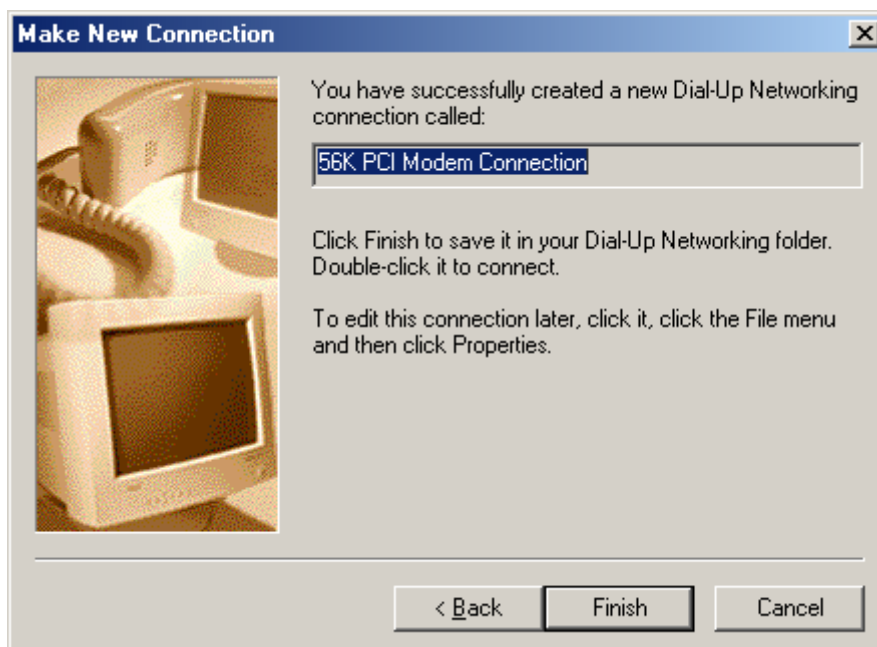 Make New Connection
You have successfully created a new Dial-Up Networking
connection called:
56K PCI Modem Connection
Click Finish to save it in your Dial-Up Networking folder.
Double-click it to connect.
To edit this connection later, click it, click the File menu
and then click Properties.
< Back
Finish
Cancel